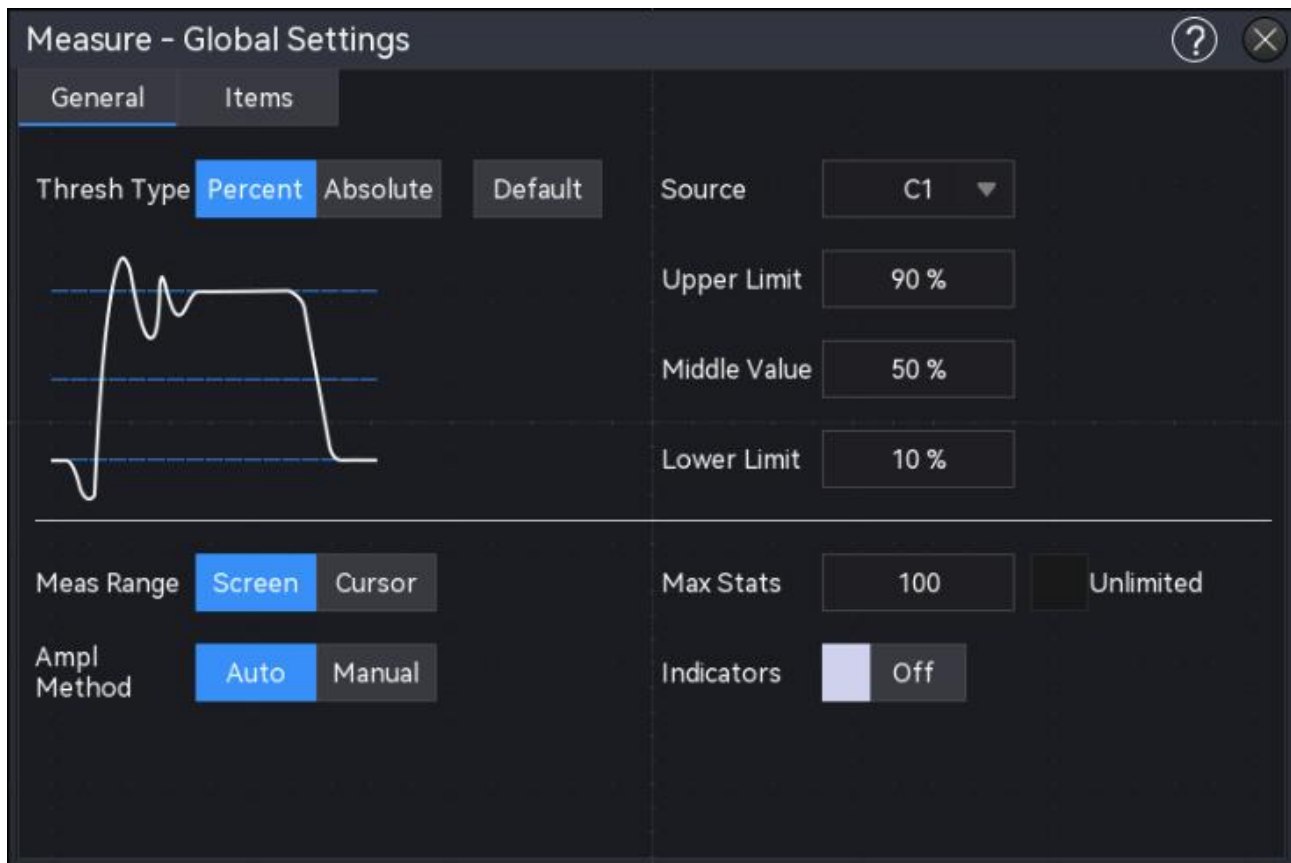 Measure - Global Settings
?
General Items
Thresh Type Percent Absolute Default Source C1
Upper Limit 90 %
Middle Value 50 %
Lower Limit 10 %
Meas Range Screen Cursor Max Stats 100 Unlimited
Ampl
Method Auto Manual Indicators Off